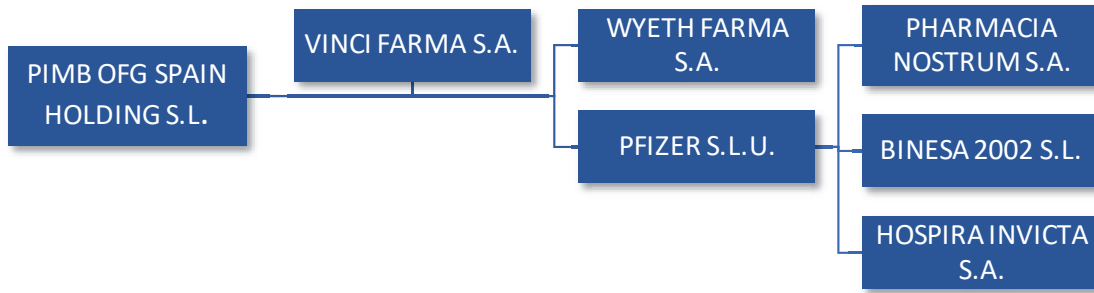 PIMB OFG SPAIN
HOLDING S.L.
VINCI FARMA S.A.
WYETH FARMA
S.A.
PFIZER S.L.U.
PHARMACIA
NOSTRUM S.A.
BINESA 2002 S.L.
HOSPIRA INVICTA
S.A.